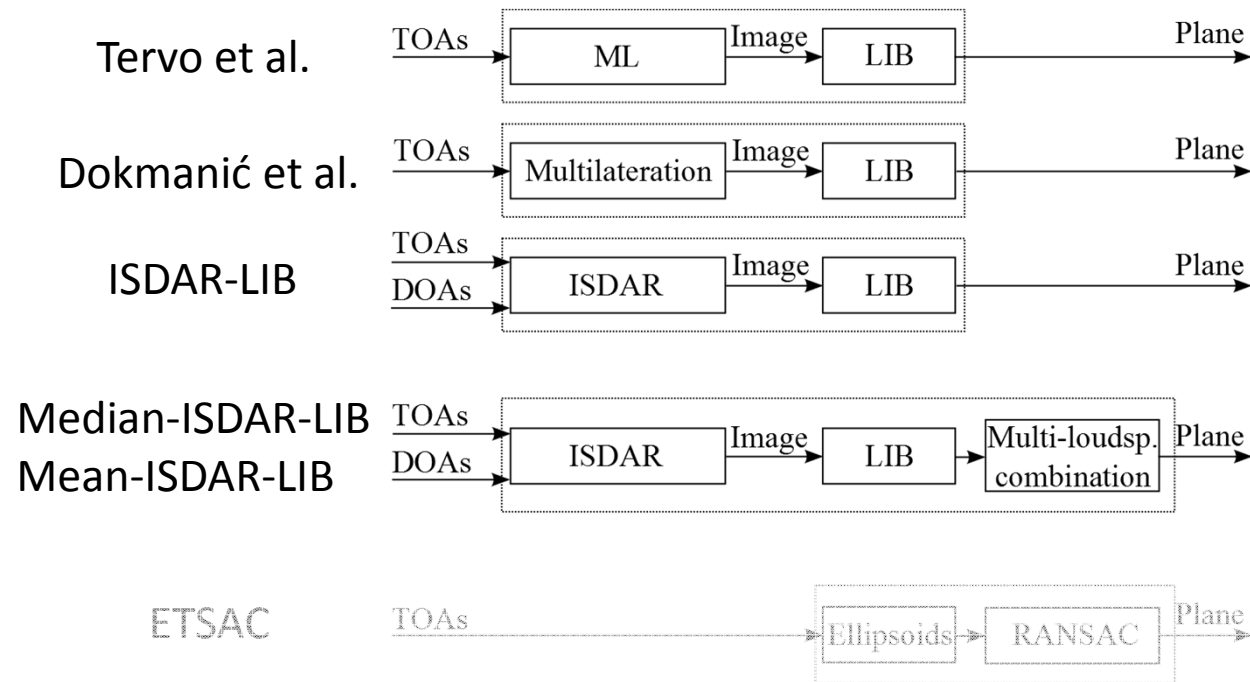 Tervo et al.
TOAs
ML
Image
LIB
Plane
Dokmanić et al.
TOAs
Multilateration
Image
LIB
Plane
ISDAR-LIB
TOAs
DOAs
ISDAR
Image
LIB
Plane
Median-ISDAR-LIB
Mean-ISDAR-LIB
TOAs
DOAs
ISDAR
Image
LIB
Multi-loudsp.
combination
Plane
ETSAC
TOAs
Ellipsoids
RANSAC
Plane